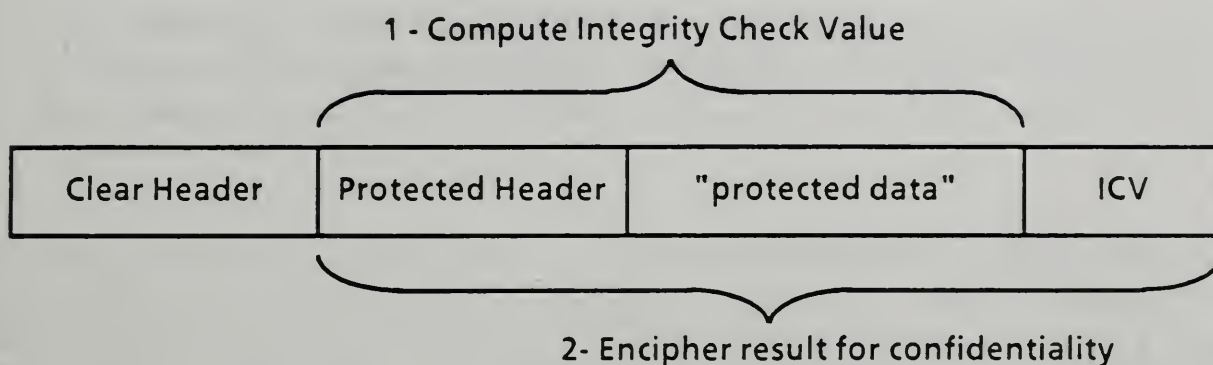 1 - Compute Integrity Check Value
Clear Header Protected Header "protected data" ICV
2- Encipher result for confidentiality